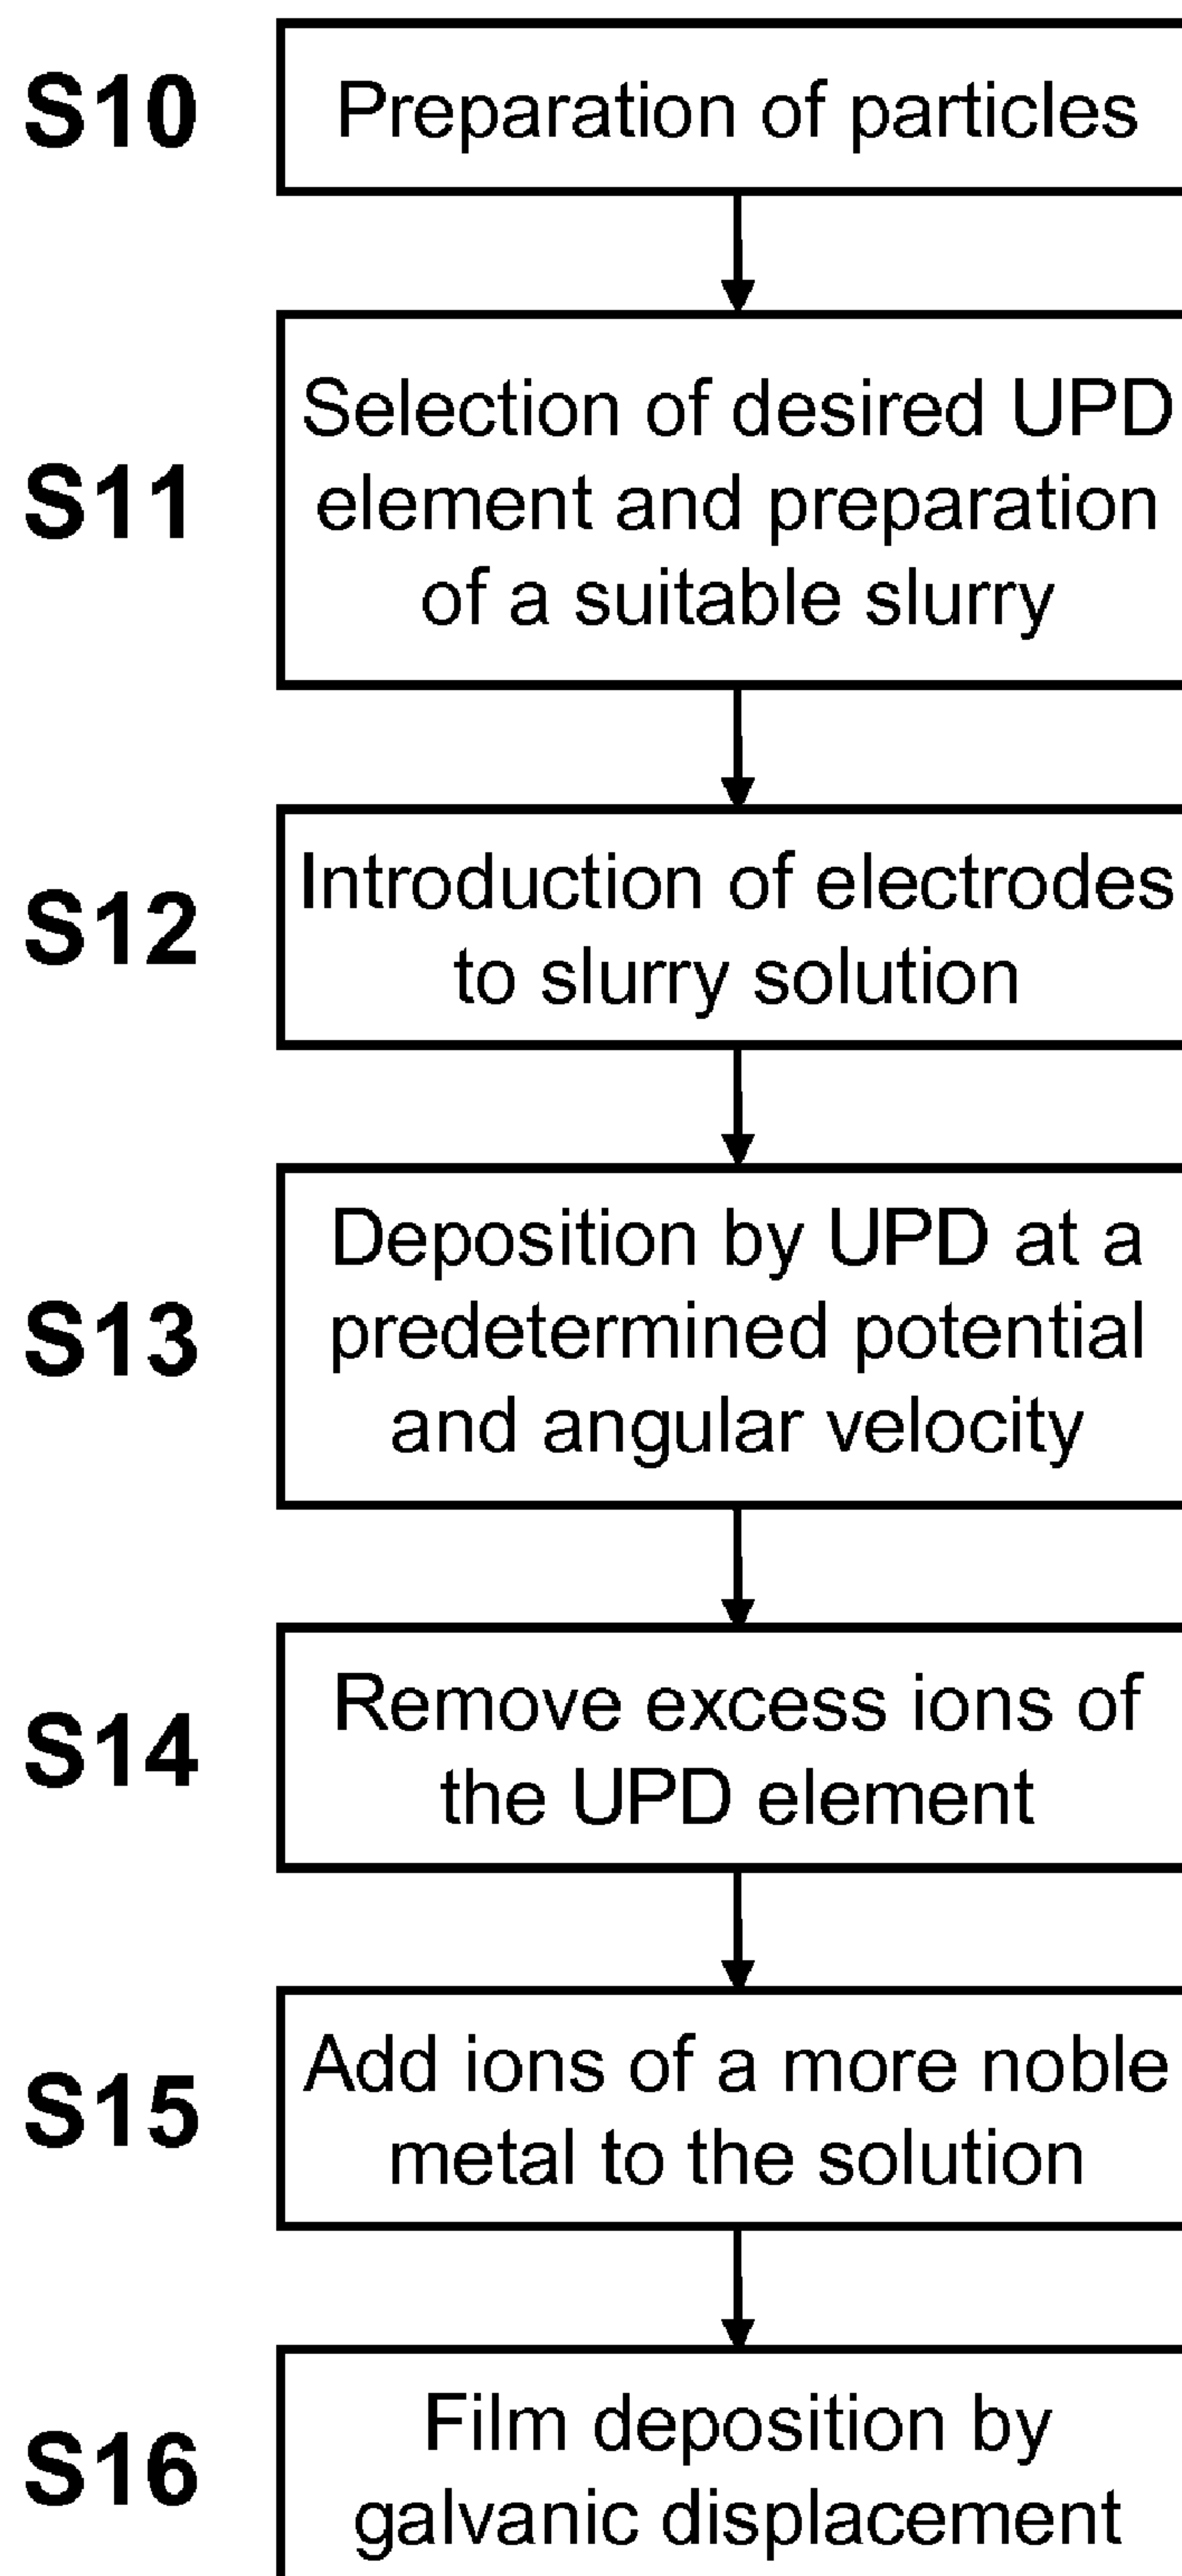 S10
Preparation of particles
S11
Selection of desired UPD
element and preparation
of a suitable slurry
S12
Introduction of electrodes
to slurry solution
S13
Deposition by UPD at a
predetermined potential
and angular velocity
S14
Remove excess ions of
the UPD element
S15
Add ions of a more noble
metal to the solution
S16
Film deposition by
galvanic displacement